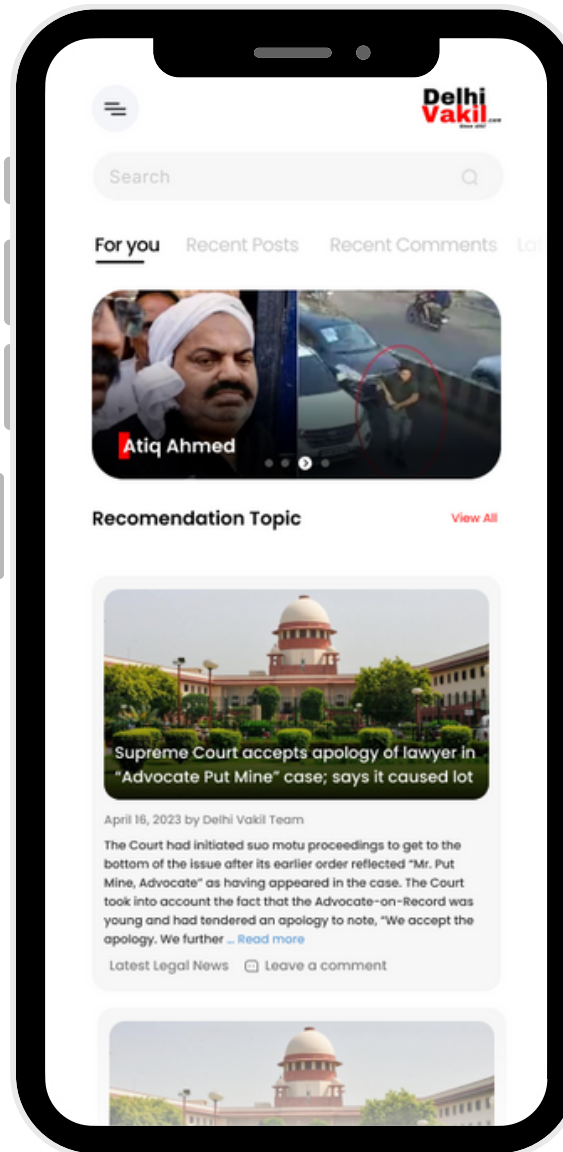 Delhi
Vakil.com
Search
For you Recent Posts Recent Comments
Atiq Ahmed
Recomendation Topic View All
Supreme Court accepts apology of lawyer in
“Advocate Put Mine” case; says it caused lot
April 16, 2023 by Delhi Vakil Team
The Court had initiated suo motu proceedings to get to the
bottom of the issue after its earlier order reflected “Mr. Put
Mine, Advocate” as having appeared in the case. The Court
took into account the fact that the Advocate-on-Record was
young and had tendered an apology to note, “We accept the
apology. We further ... Read more
Latest Legal News Leave a comment